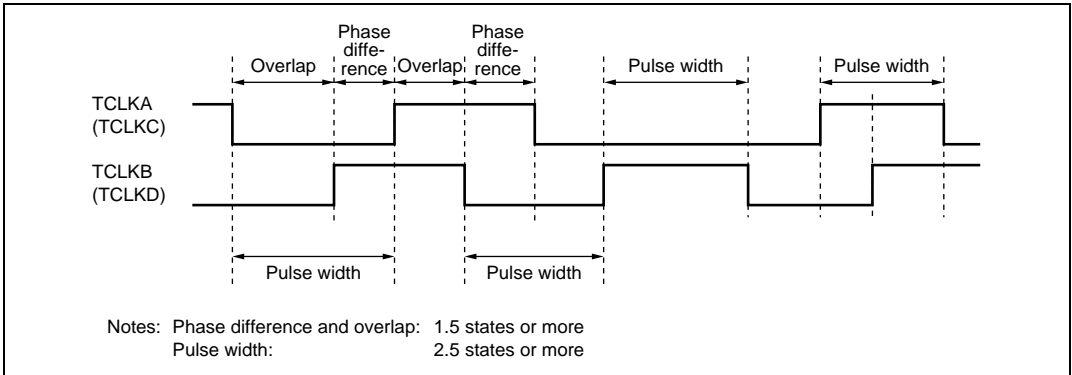 Phase
diffe-
rence
Phase
diffe-
rence
Overlap
Overlap
Pulse width
Pulse width
TCLKA
(TCLKC)
TCLKB
(TCLKD)
Pulse width
Pulse width
Notes: Phase difference and overlap: 1.5 states or more
Pulse width: 2.5 states or more